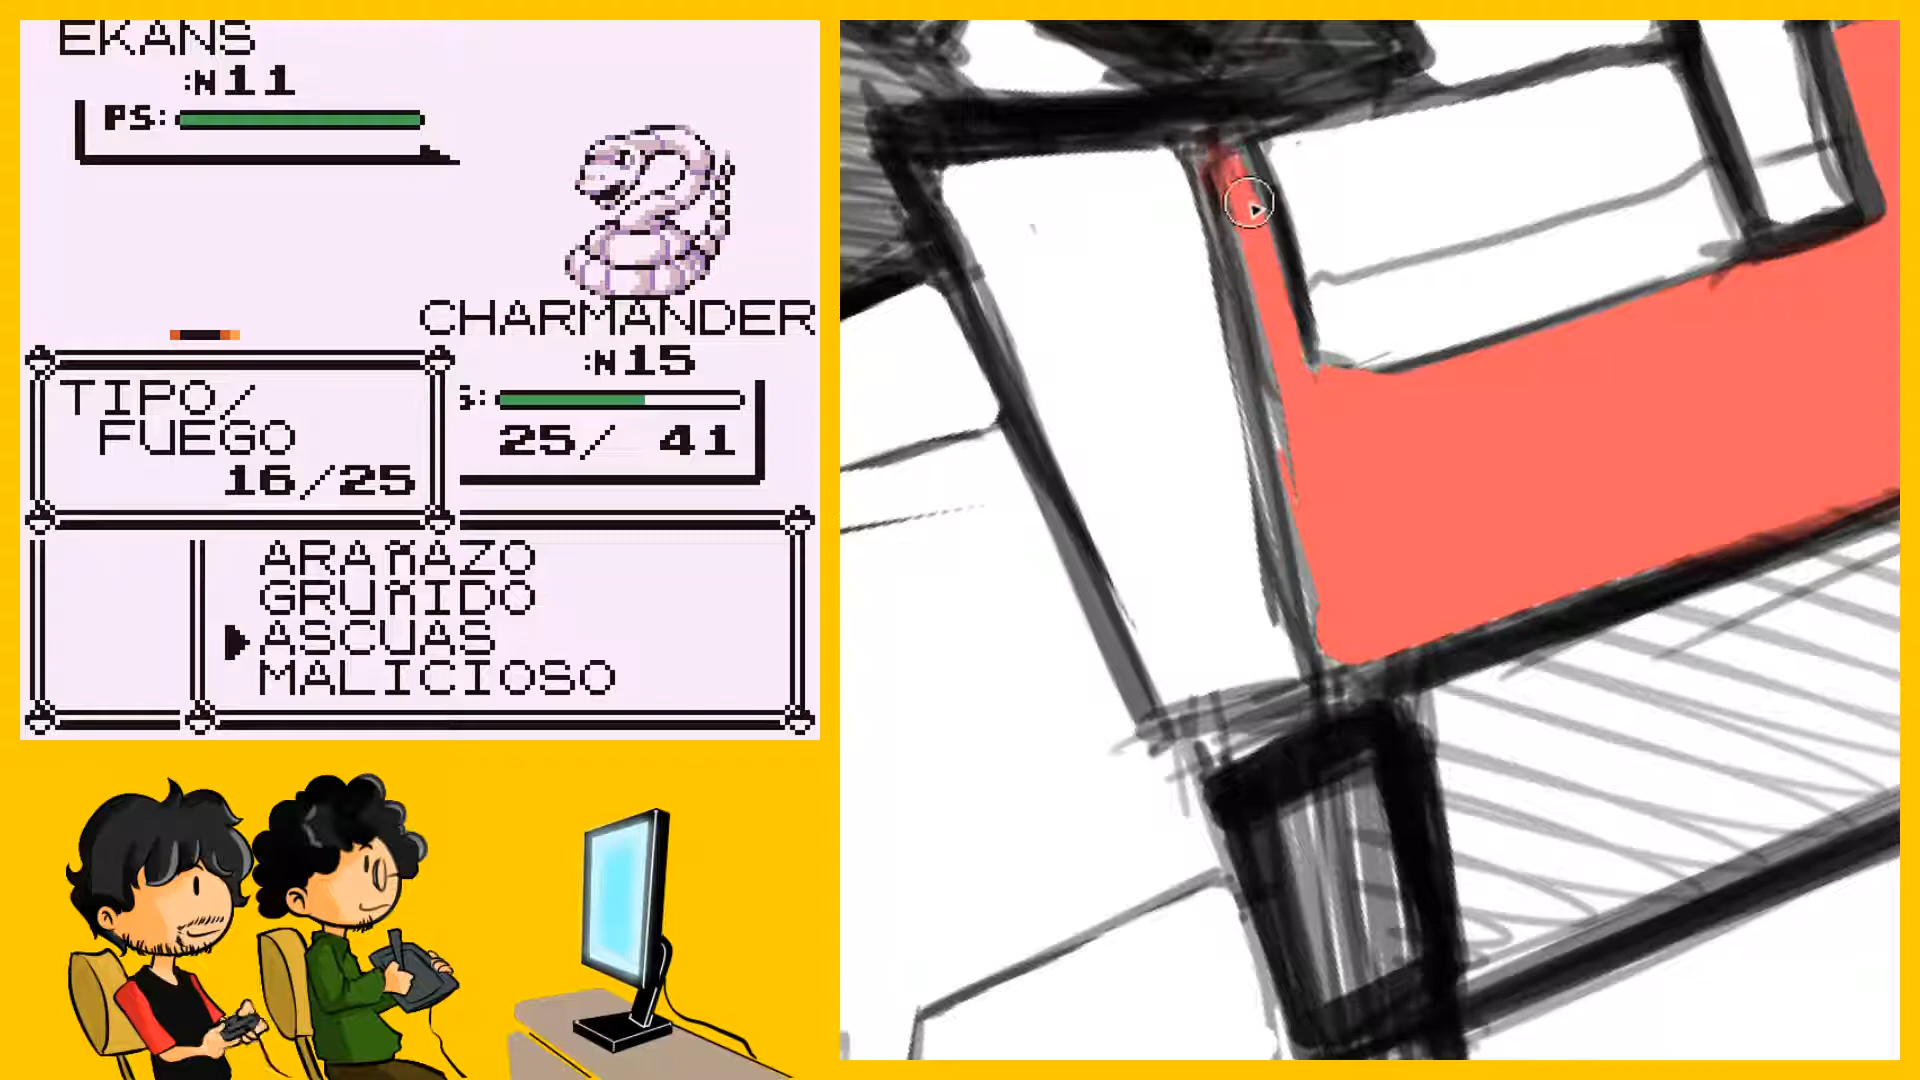 EKANS
:N11
PS:
CHARMANDER
:N15
S:
25/ 41
TIPO/
FUEGO
16/25
ARAÑAZO
GRUÑIDO
ASCUAS
MALICIOSO